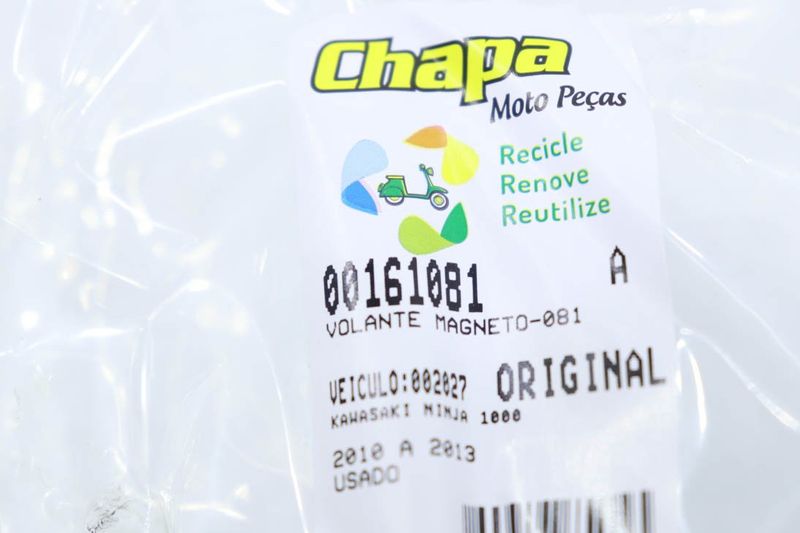 Chapa
Moto Peças
Recicle
Renove
Reutilize
00161081 A
VOLANTE MAGNETO-081
VEICULO:002027 ORIGINAL
KAWASAKI NINJA 1000
2010 A 2013
USADO